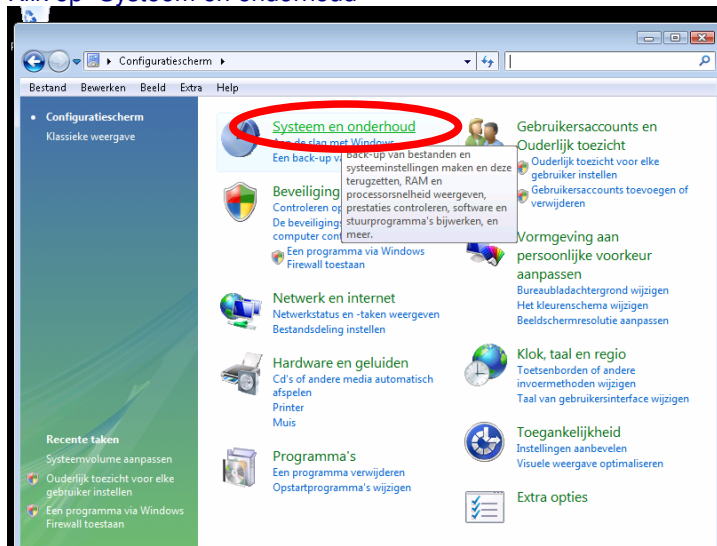 Klik op "Systeem en onderhoud"
Configuratiescherm
Bestand Bewerken Beeld Extra Help
Configuratiescherm
Klassieke weergave
Recente taken
Systeemvolume aanpassen
Ouderlijk toezicht voor elke
gebruiker instellen
Een programma via Windows
Firewall toestaan
Systeem en onderhoud
Aan de slag met Windows
Een back-up
Back-up van bestanden en
systeeminstellingen maken en deze
terugzetten, RAM en
processorsnelheid weergeven,
prestaties controleren, software en
stuurprogramma's bijwerken, en
meer.
Beveiliging
Controleren
De
computer
Een programma via Windows
Firewall toestaan
Netwerk en internet
Netwerkstatus en -taken weergeven
Bestandsdeling instellen
Hardware en geluiden
Cd's of andere media automatisch
afspelen
Printer
Muis
Programma's
Een programma verwijderen
Opstartprogramma's wijzigen
Gebruikersaccounts en
Ouderlijk toezicht
Ouderlijk toezicht voor elke
gebruiker instellen
Gebruikersaccounts toevoegen of
verwijderen
Vormgeving aan
persoonlijke voorkeur
aanpassen
Bureaubladachtergrond wijzigen
Het kleurenschema wijzigen
Beeldschermresolutie aanpassen
Klok, taal en regio
Toetsenborden of andere
invoermethoden wijzigen
Taal van gebruikersinterface wijzigen
Toegankelijkheid
Instellingen aanbevelen
Visuele weergave optimaliseren
Extra opties